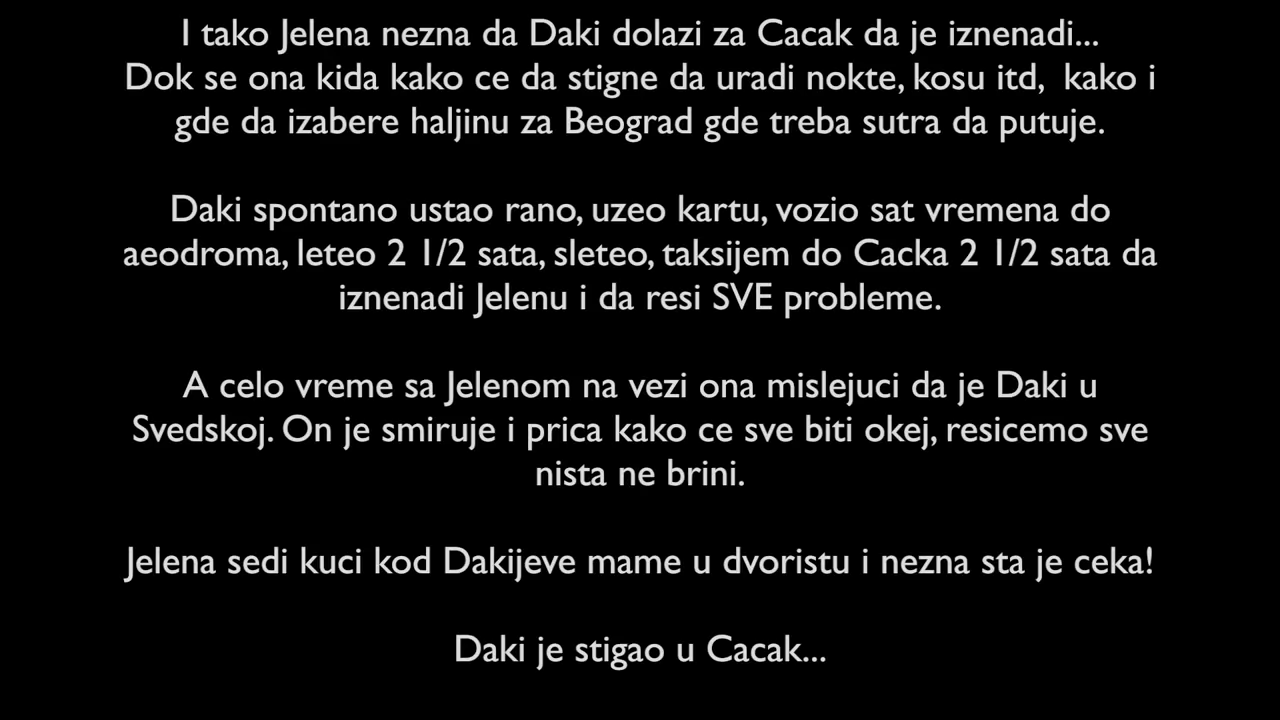 I tako Jelena nezna da Daki dolazi za Cacak da je iznenadi...
Dok se ona kida kako ce da stigne da uradi nokte, kosu itd,  kako i
gde da izabere haljinu za Beograd gde treba sutra da putuje.
Daki spontano ustao rano, uzeo kartu, vozio sat vremena do
aeodroma, leteo 2 1/2 sata, sleteo, taksijem do Cacka 2 1/2 sata da
iznenadi Jelenu i da resi SVE probleme.
A celo vreme sa Jelenom na vezi ona mislejuci da je Daki u
Svedskoj. On je smiruje i prica kako ce sve biti okej, resicemo sve
nista ne brini.
Jelena sedi kuci kod Dakijeve mame u dvoristu i nezna sta je ceka!
Daki je stigao u Cacak...